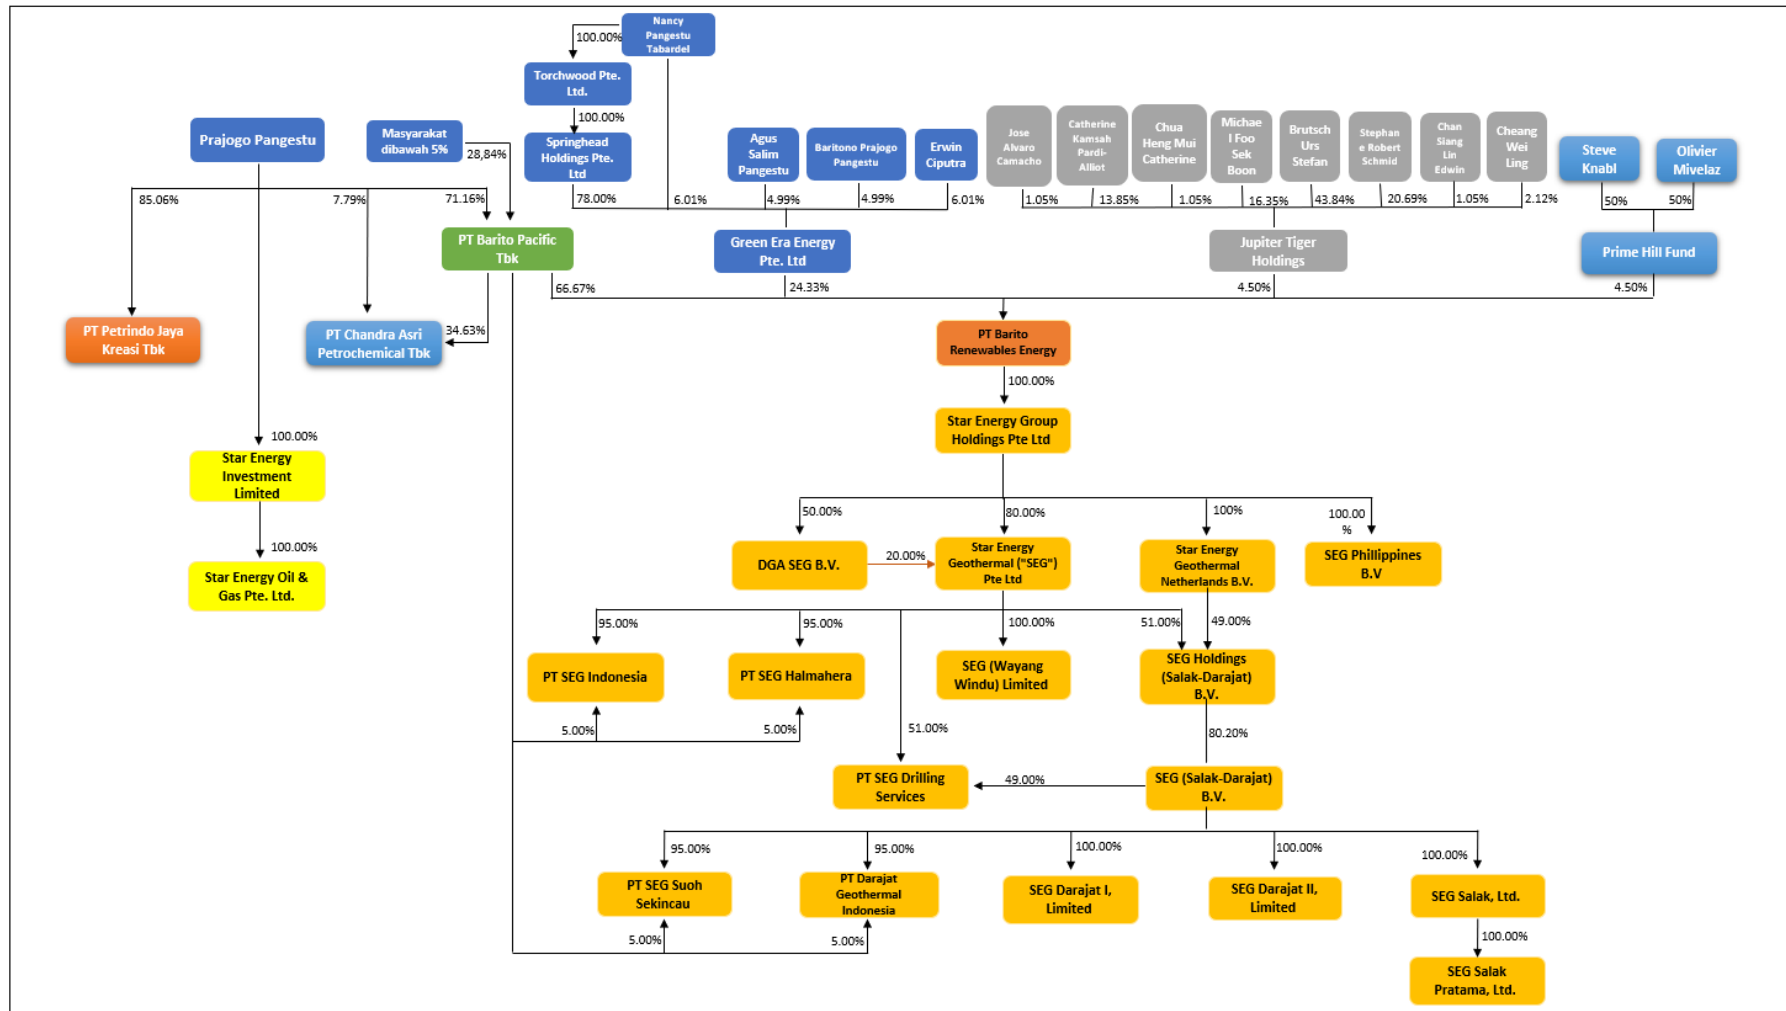 Nancy
Pangestu
Tabardel
100.00%
Torchwood Pte.
Ltd.
100.00%
Prajogo Pangestu
Masyarakat
dibawah 5%
28,84%
Springhead
Holdings Pte.
Ltd
Agus
Salim
Pangestu
Baritono Prajogo
Pangestu
Erwin
Ciputra
Jose
Alvaro
Camacho
Catherine
Kamsah
Pardi-
Alliot
Chua
Heng Mui
Catherine
Michae
l Foo
Sek
Boon
Brutsch
Urs
Stefan
Stephan
e Robert
Schmid
Chan
Siang
Lin
Edwin
Cheang
Wei
Ling
Steve
Knabl
Olivier
Mivelaz
85.06%
7.79%
71.16%
78.00%
6.01%
4.99%
4.99%
6.01%
1.05%
13.85%
1.05%
16.35%
43.84%
20.69%
1.05%
2.12%
50%
50%
PT Barito Pacific
Tbk
Green Era Energy
Pte. Ltd
Jupiter Tiger
Holdings
Prime Hill Fund
66.67%
24.33%
4.50%
4.50%
PT Petrindo Jaya
Kreasi Tbk
PT Chandra Asri
Petrochemical Tbk
34.63%
PT Barito
Renewables Energy
100.00%
Star Energy Group
Holdings Pte Ltd
100.00%
Star Energy
Investment
Limited
100.00%
Star Energy Oil &
Gas Pte. Ltd.
50.00%
80.00%
100%
100.00
%
DGA SEG B.V.
20.00%
Star Energy
Geothermal ("SEG")
Pte Ltd
Star Energy
Geothermal
Netherlands B.V.
SEG Phillippines
B.V
95.00%
95.00%
100.00%
51.00%
49.00%
PT SEG Indonesia
PT SEG Halmahera
SEG (Wayang
Windu) Limited
SEG Holdings
(Salak-Darajat)
B.V.
5.00%
5.00%
51.00%
80.20%
PT SEG Drilling
Services
49.00%
SEG (Salak-Darajat)
B.V.
95.00%
95.00%
100.00%
100.00%
100.00%
PT SEG Suoh
Sekincau
PT Darajat
Geothermal
Indonesia
SEG Darajat I,
Limited
SEG Darajat II,
Limited
SEG Salak, Ltd.
5.00%
5.00%
100.00%
SEG Salak
Pratama, Ltd.